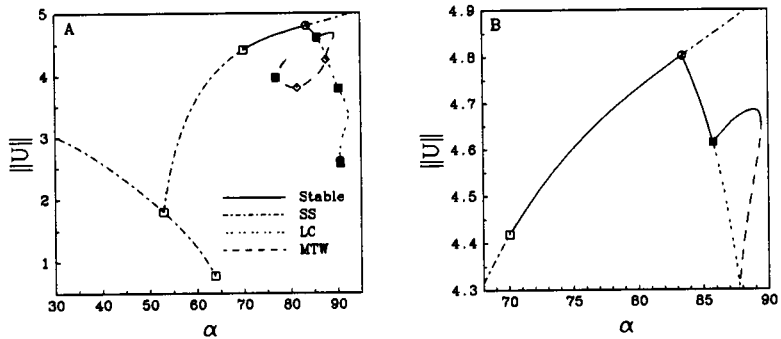 A
5
4
3
2
1
||U||
30 40 50 60 70 80 90
α
Stable
SS
LC
MTW
B
4.9
4.8
4.7
4.6
4.5
4.4
4.3
||U||
70 75 80 85 90
α